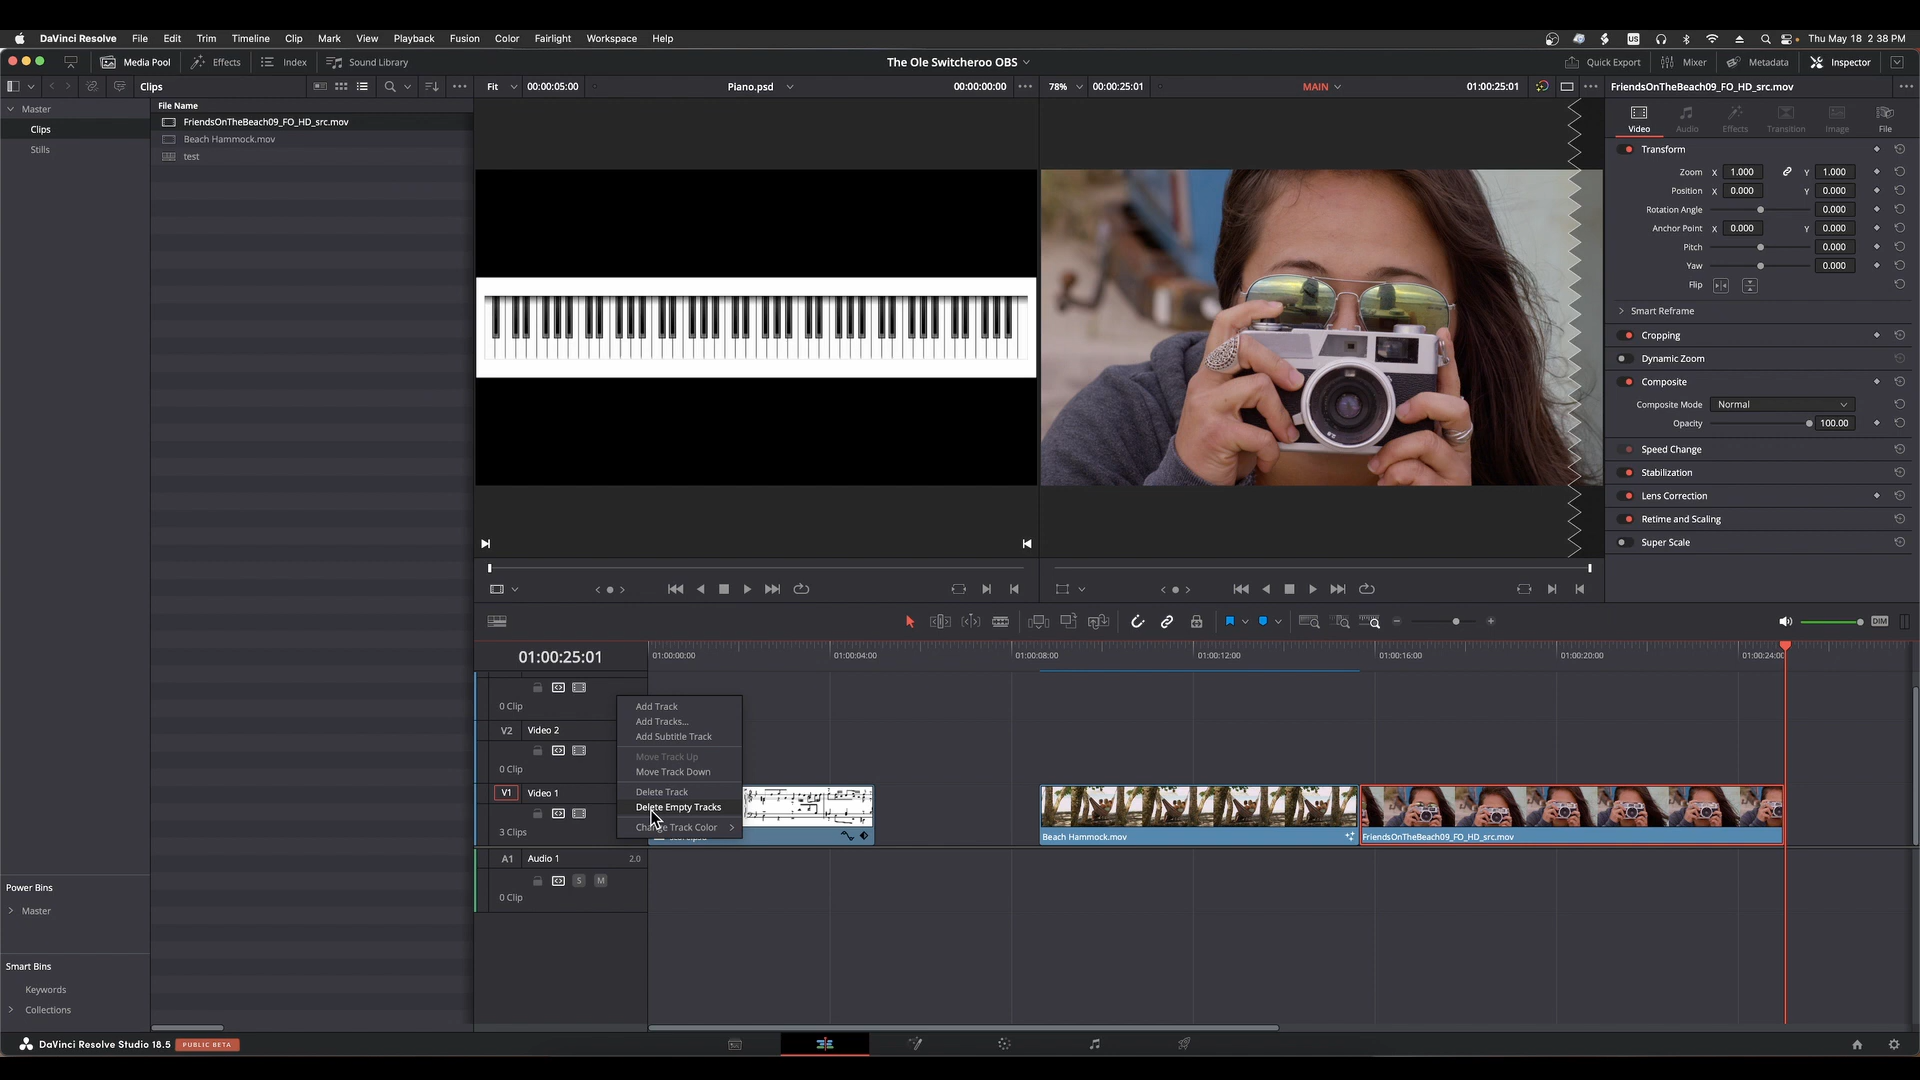 DaVinci Resolve File Edit Trim Timeline Clip Mark View Playback Fusion Color Fairlight Workspace Help
US Thu May 18 2:38 PM
Media Pool Effects Index Sound Library
The Ole Switcheroo OBS
Quick Export Mixer Metadata Inspector
Clips
Fit 00:00:05:00 Piano.psd 00:00:00:00
78% 00:00:25:01 MAIN 01:00:25:01
FriendsOnTheBeach09_FO_HD_src.mov
Master
Clips
Stills
File Name
FriendsOnTheBeach09_FO_HD_src.mov
Beach Hammock.mov
test
Video Audio Effects Transition Image File
Transform
Zoom X 1.000 Y 1.000
Position X 0.000 Y 0.000
Rotation Angle 0.000
Anchor Point X 0.000 Y 0.000
Pitch 0.000
Yaw 0.000
Flip
Smart Reframe
Cropping
Dynamic Zoom
Composite
Composite Mode Normal
Opacity 100.00
Speed Change
Stabilization
Lens Correction
Retime and Scaling
Super Scale
DIM
01:00:25:01
01:00:00:00 01:00:04:00 01:00:08:00 01:00:12:00 01:00:16:00 01:00:20:00 01:00:24:00
0 Clip
V2 Video 2
0 Clip
V1 Video 1
3 Clips
A1 Audio 1 2.0
S M
0 Clip
Add Track
Add Tracks...
Add Subtitle Track
Move Track Up
Move Track Down
Delete Track
Delete Empty Tracks
Change Track Color
Beach Hammock.mov
FriendsOnTheBeach09_FO_HD_src.mov
Power Bins
Master
Smart Bins
Keywords
Collections
DaVinci Resolve Studio 18.5 PUBLIC BETA